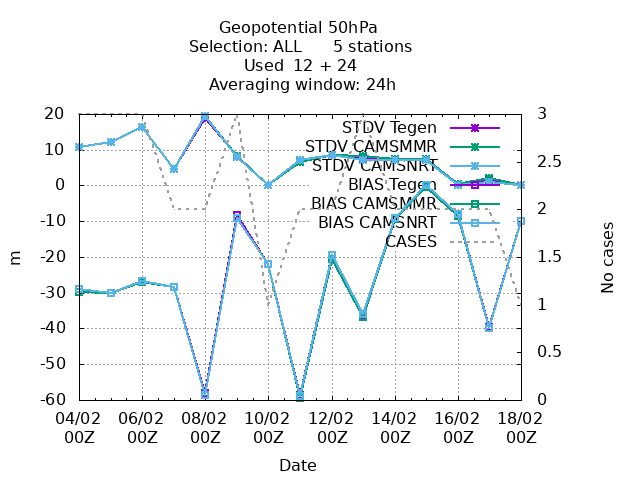 Geopotential 50hPa
Selection: ALL 5 stations
Used 12 + 24
Averaging window: 24h
20
10
0
-10
-20
-30
-40
-50
-60
m
3
2.5
2
1.5
1
0.5
0
No cases
STDV Tegen
STDV CAMSMMR
STDV CAMSNRT
BIAS Tegen
BIAS CAMSMMR
BIAS CAMSNRT
CASES
04/02 06/02 08/02 10/02 12/02 14/02 16/02 18/02
00Z 00Z 00Z 00Z 00Z 00Z 00Z 00Z
Date